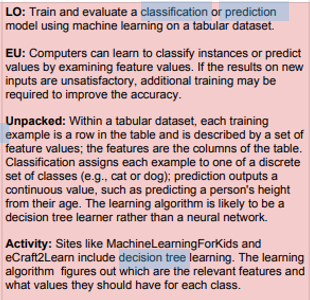 LO: Train and evaluate a classification or prediction
model using machine learning on a tabular dataset.
EU: Computers can learn to classify instances or predict
values by examining feature values. If the results on new
inputs are unsatisfactory, additional training may be
required to improve the accuracy.
Unpacked: Within a tabular dataset, each training
example is a row in the table and is described by a set of
feature values; the features are the columns of the table.
Classification assigns each example to one of a discrete
set of classes (e.g., cat or dog); prediction outputs a
continuous value, such as predicting a person's height
from their age. The learning algorithm is likely to be a
decision tree learner rather than a neural network.
Activity: Sites like MachineLearningForKids and
eCraft2Learn include decision tree learning. The learning
algorithm figures out which are the relevant features and
what values they should have for each class.